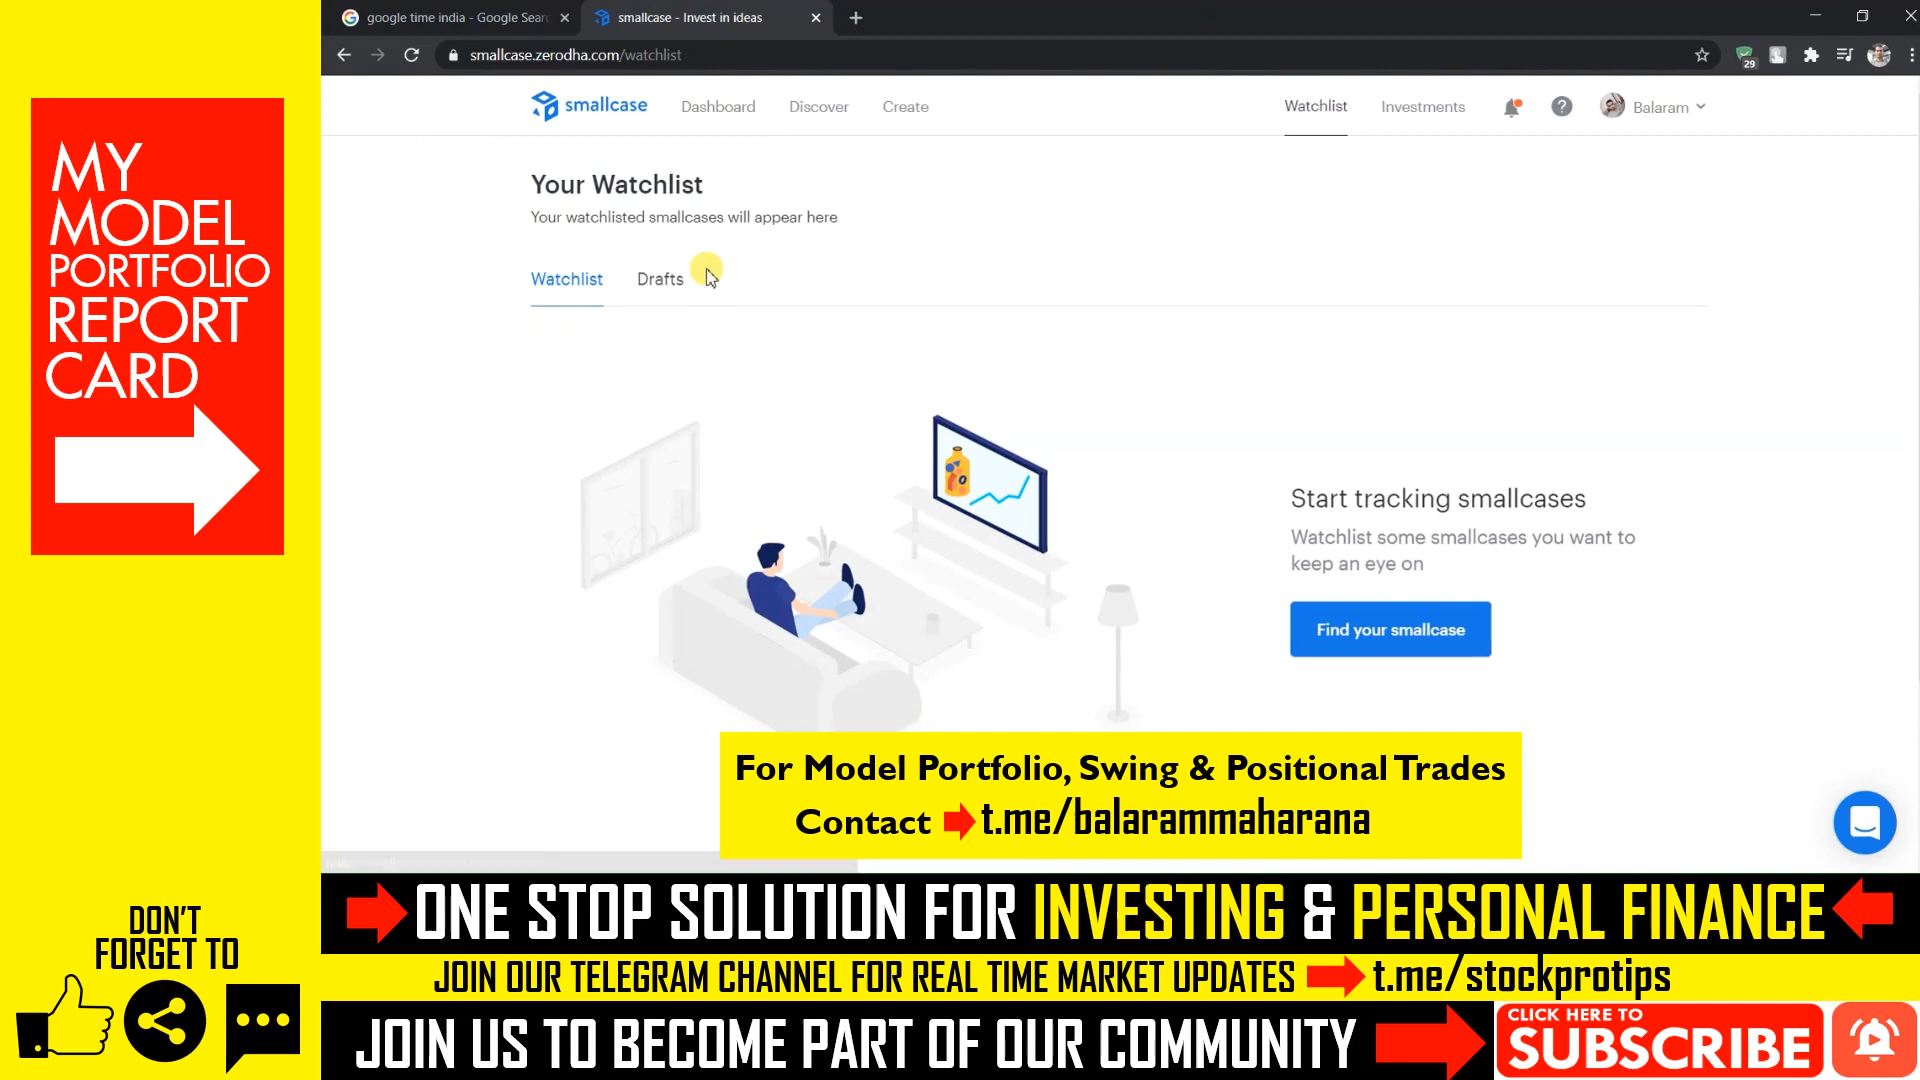 google time india - Google Sear
smallcase - Invest in ideas
smallcase.zerodha.com/watchlist
29
smallcase
Dashboard
Discover
Create
Watchlist
Investments
Balaram
Your Watchlist
Your watchlisted smallcases will appear here
Watchlist
Drafts
Start tracking smallcases
Watchlist some smallcases you want to
keep an eye on
Find your smallcase
MY
MODEL
PORTFOLIO
REPORT
CARD
For Model Portfolio, Swing & Positional Trades
Contact t.me/balarammaharana
ONE STOP SOLUTION FOR INVESTING & PERSONAL FINANCE
JOIN OUR TELEGRAM CHANNEL FOR REAL TIME MARKET UPDATES t.me/stockprotips
JOIN US TO BECOME PART OF OUR COMMUNITY
CLICK HERE TO
SUBSCRIBE
DON'T
FORGET TO